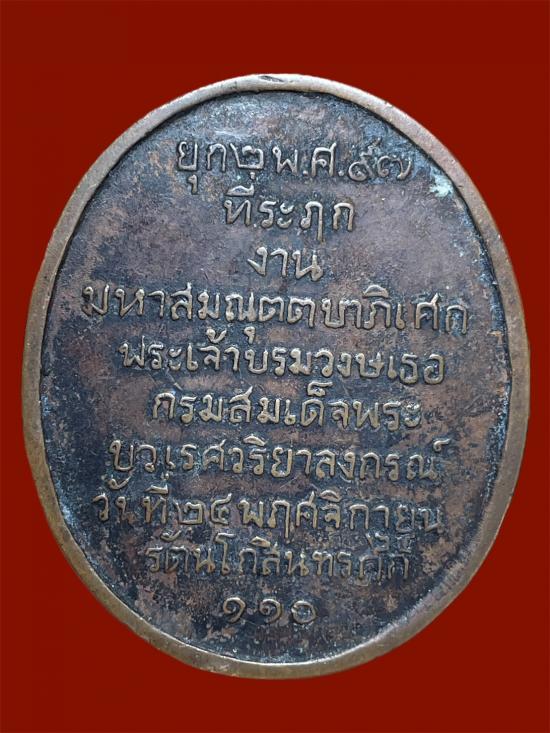 ยุก๒ พ.ศ.๙๗
ที่ระฦก
งาน
มหาสมณุตตมาภิเศก
พระเจ้าบรมวงษเธอ
กรมสมเด็จพระ
ปวเรศวริยาลงกรณ์
วันที่๒๔ พฤศจิกายน
รัตนโกสินทรศก
๑๑๐